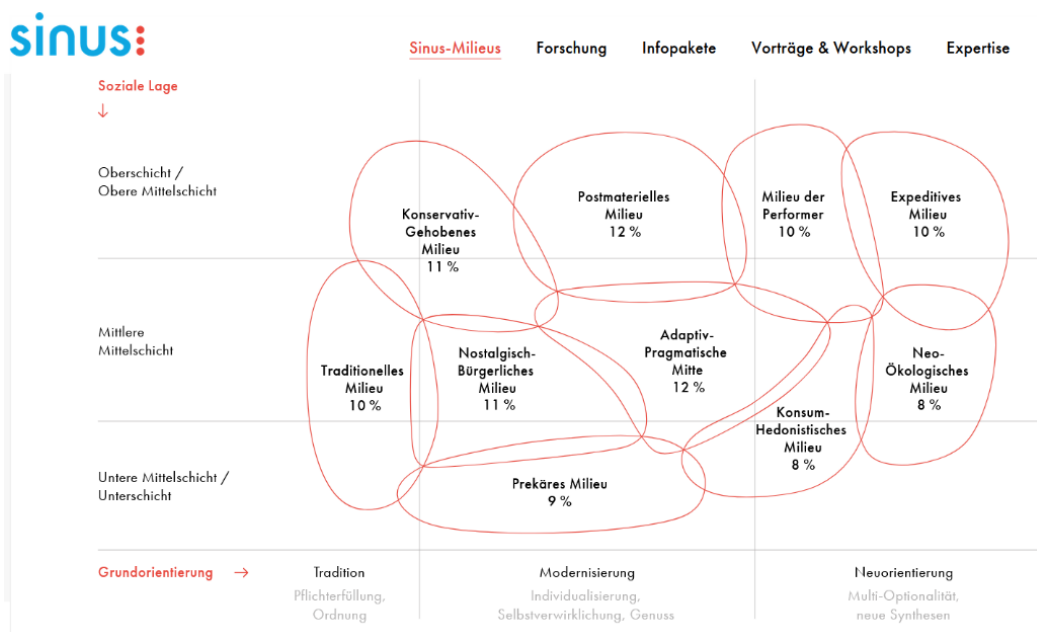 sinus:
Sinus-Milieus Forschung Infopakete Vorträge & Workshops Expertise
Soziale Lage
↓
Oberschicht /
Obere Mittelschicht
Konservativ-
Gehobenes
Milieu
11 %
Postmaterielles
Milieu
12 %
Milieu der
Performer
10 %
Expeditives
Milieu
10 %
Mittlere
Mittelschicht
Traditionelles
Milieu
10 %
Nostalgisch-
Bürgerliches
Milieu
11 %
Adaptiv-
Pragmatische
Mitte
12 %
Konsum-
Hedonistisches
Milieu
8 %
Neo-
Ökologisches
Milieu
8 %
Untere Mittelschicht /
Unterschicht
Prekäres Milieu
9 %
Grundorientierung →
Tradition
Pflichterfüllung,
Ordnung
Modernisierung
Individualisierung,
Selbstverwirklichung, Genuss
Neuorientierung
Multi-Optionalität,
neue Synthesen